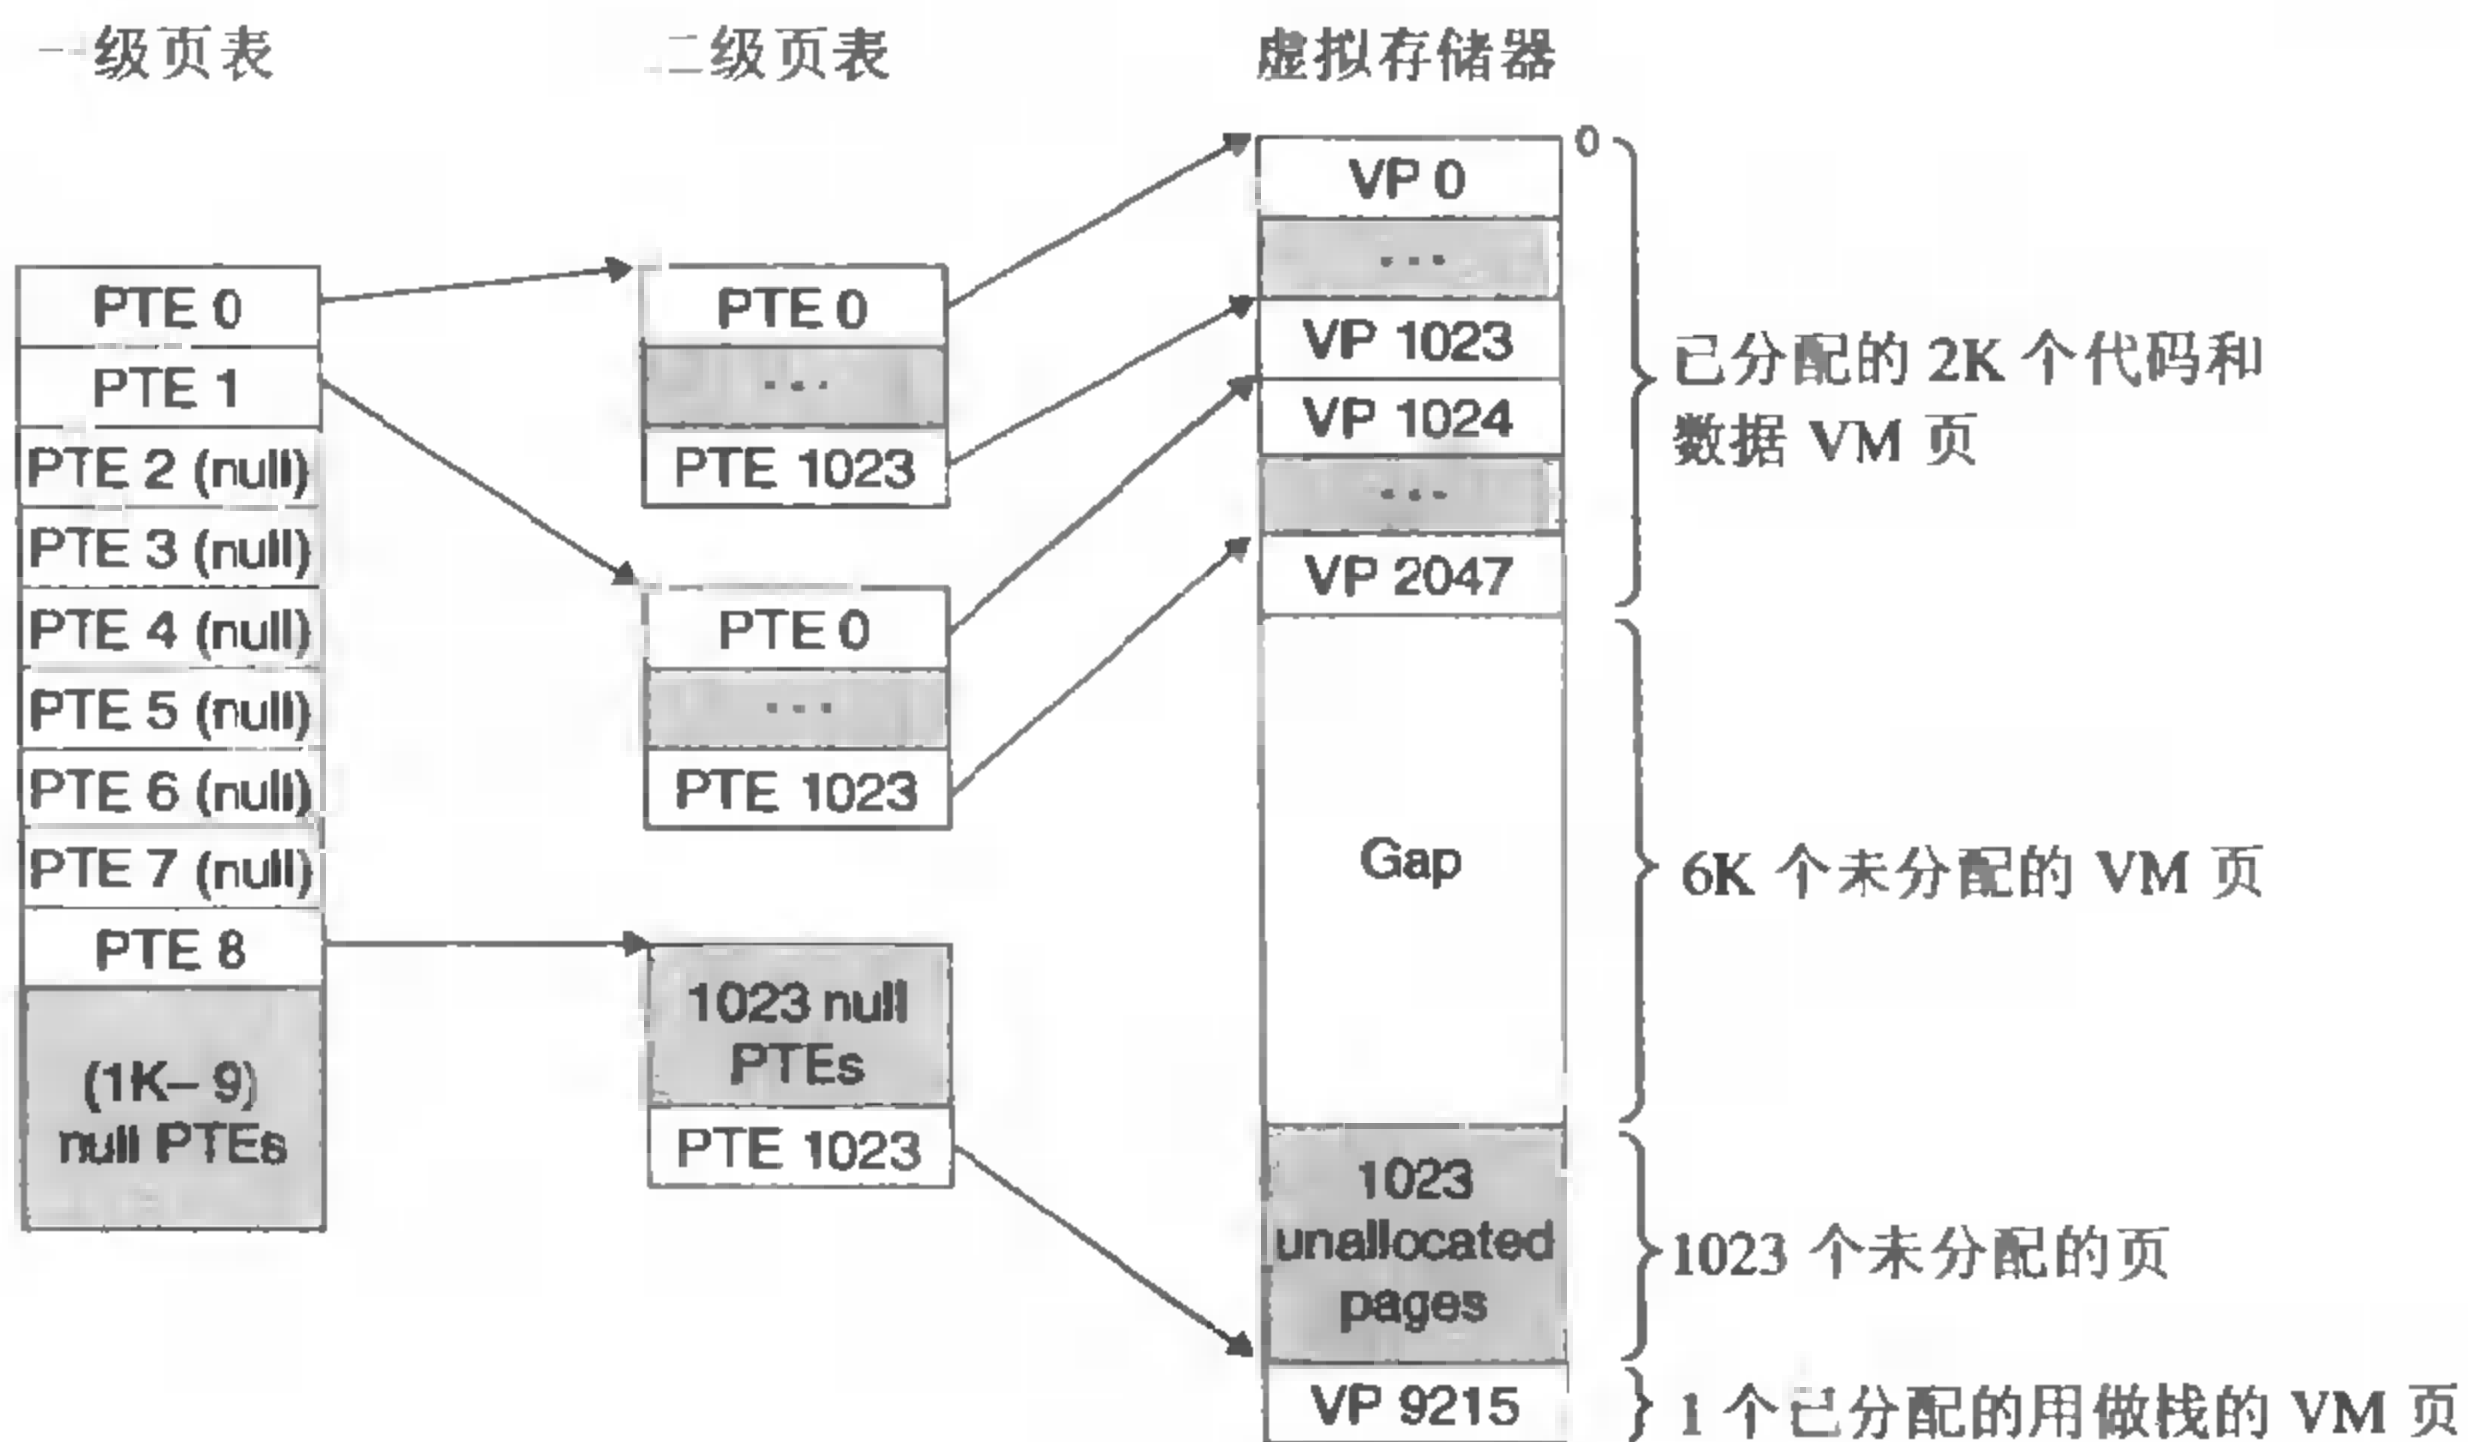 一级页表
二级页表
虚拟存储器
PTE 0
PTE 1
PTE 2 (null)
PTE 3 (null)
PTE 4 (null)
PTE 5 (null)
PTE 6 (null)
PTE 7 (null)
PTE 8
(1K– 9)
null PTEs
PTE 0
...
PTE 1023
PTE 0
...
PTE 1023
1023 null
PTEs
PTE 1023
0
VP 0
...
VP 1023
VP 1024
...
VP 2047
Gap
1023
unallocated
pages
VP 9215
已分配的 2K 个代码和
数据 VM 页
6K 个未分配的 VM 页
1023 个未分配的页
1 个已分配的用做栈的 VM 页